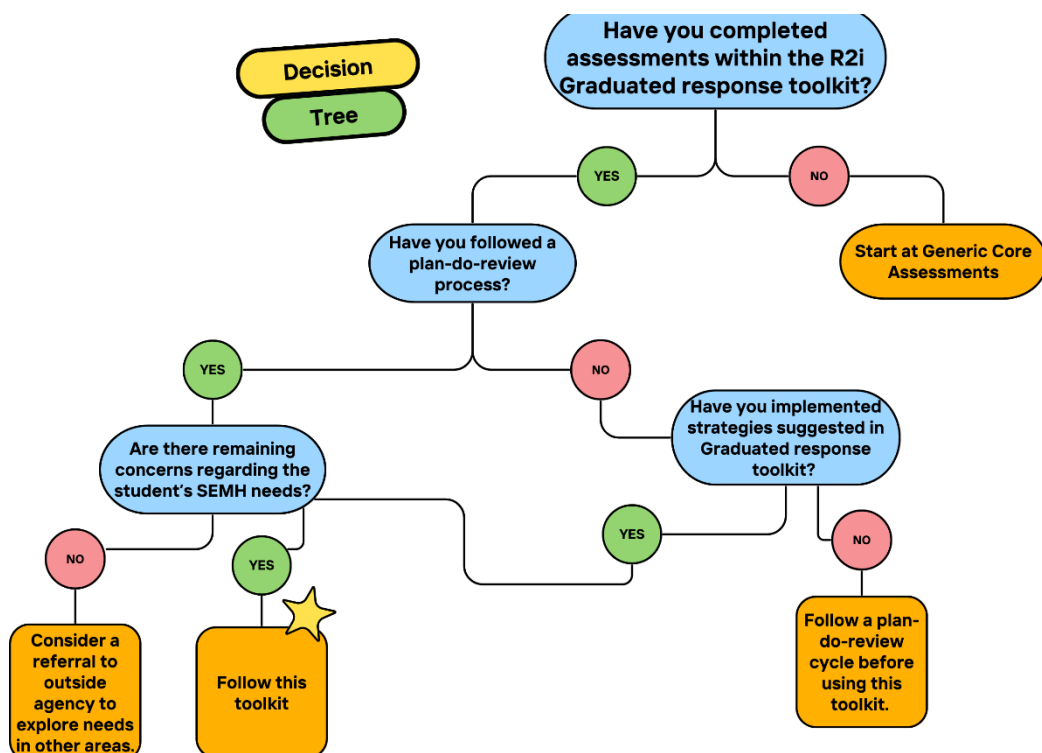 Decision
Tree
Have you completed
assessments within the R2i
Graduated response toolkit?
YES
NO
Have you followed a
plan-do-review
process?
Start at Generic Core
Assessments
YES
NO
Have you implemented
strategies suggested in
Graduated response
toolkit?
Are there remaining
concerns regarding the
student's SEMH needs?
NO
YES
YES
NO
Consider a
referral to
outside
agency to
explore needs
in other areas.
Follow this
toolkit
Follow a plan-
do-review
cycle before
using this
toolkit.